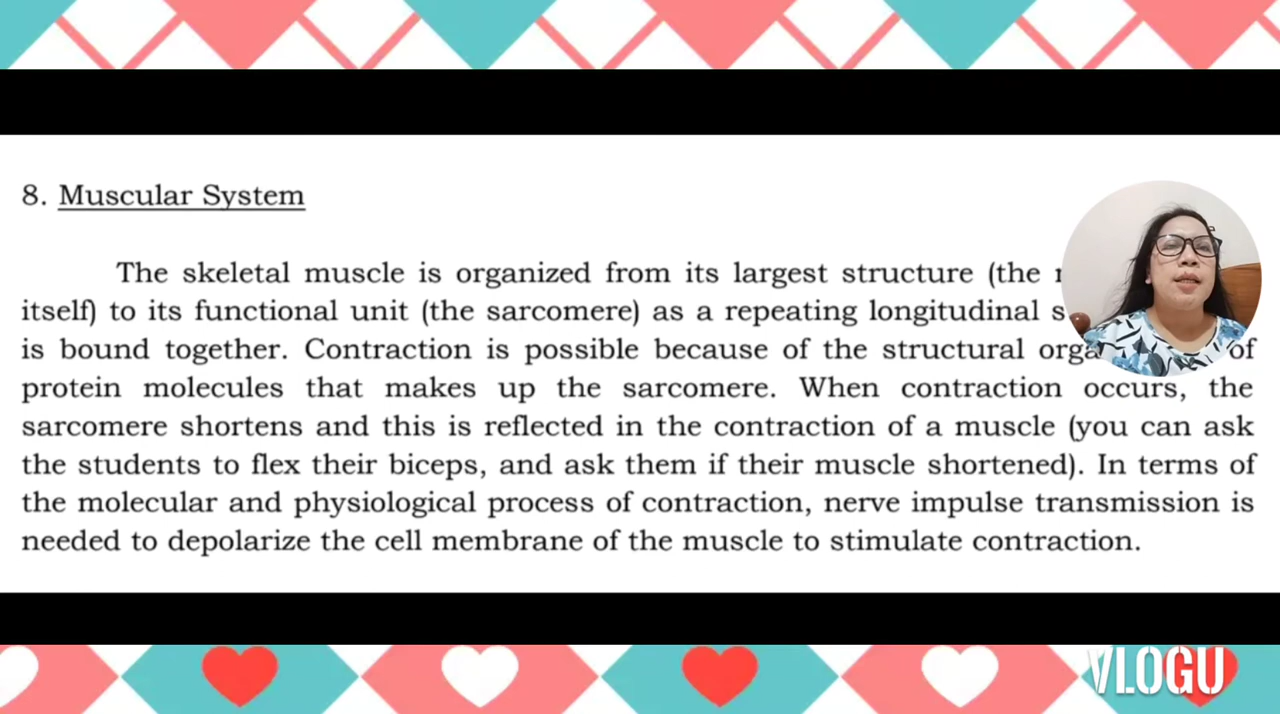 8. Muscular System
The skeletal muscle is organized from its largest structure (the
itself) to its functional unit (the sarcomere) as a repeating longitudinal
is bound together. Contraction is possible because of the structural of
protein molecules that makes up the sarcomere. When contraction occurs, the
sarcomere shortens and this is reflected in the contraction of a muscle (you can ask
the students to flex their biceps, and ask them if their muscle shortened). In terms of
the molecular and physiological process of contraction, nerve impulse transmission is
needed to depolarize the cell membrane of the muscle to stimulate contraction.
VLOGU